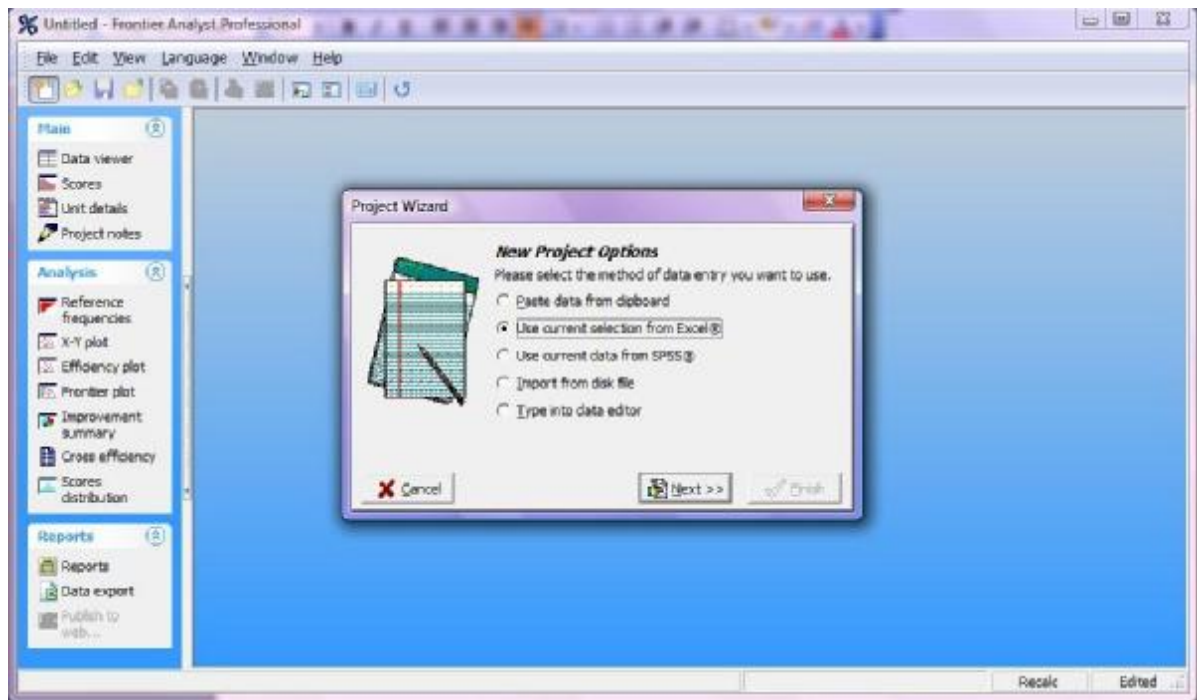 Untitled - Frontier Analyst Professional
File Edit View Language Window Help
Main
Data viewer
Scores
Unit details
Project notes
Analysis
Reference
frequencies
X-Y plot
Efficiency plot
Frontier plot
Improvement
summary
Cross efficiency
Scores
distribution
Reports
Reports
Data export
Publish to
web...
Project Wizard
New Project Options
Please select the method of data entry you want to use.
Paste data from clipboard
Use current selection from Excel®
Use current data from SPSS®
Import from disk file
Type into data editor
Cancel
Next >>
Finish
Recalc
Edited